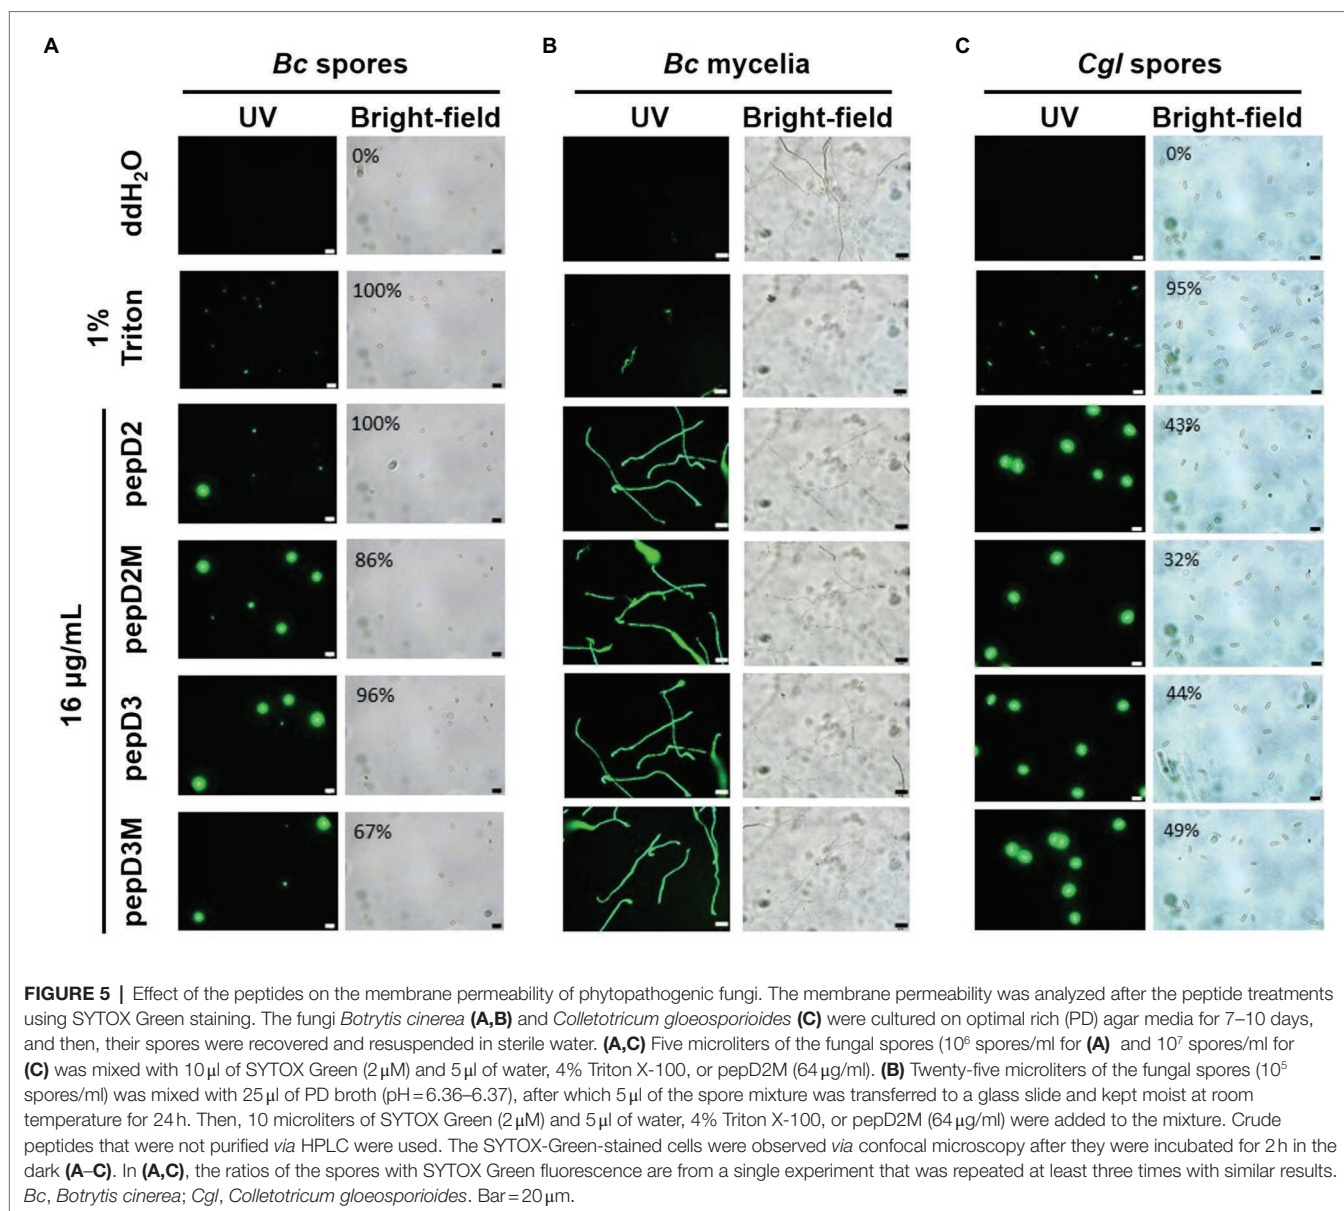 A
B
C
Bc spores
Bc mycelia
Cgl spores
UV
Bright-field
UV
Bright-field
UV
Bright-field
ddH₂O
0%
0%
1%
Triton
100%
95%
16 µg/mL
pepD2
100%
43%
pepD2M
86%
32%
pepD3
96%
44%
pepD3M
67%
49%
FIGURE 5 | Effect of the peptides on the membrane permeability of phytopathogenic fungi. The membrane permeability was analyzed after the peptide treatments
using SYTOX Green staining. The fungi Botrytis cinerea (A,B) and Colletotricum gloeosporioides (C) were cultured on optimal rich (PD) agar media for 7–10 days,
and then, their spores were recovered and resuspended in sterile water. (A,C) Five microliters of the fungal spores (10⁶ spores/ml for (A) and 10⁷ spores/ml for
(C) was mixed with 10 µl of SYTOX Green (2 µM) and 5 µl of water, 4% Triton X-100, or pepD2M (64 µg/ml). (B) Twenty-five microliters of the fungal spores (10⁵
spores/ml) was mixed with 25 µl of PD broth (pH = 6.36–6.37), after which 5 µl of the spore mixture was transferred to a glass slide and kept moist at room
temperature for 24 h. Then, 10 microliters of SYTOX Green (2 µM) and 5 µl of water, 4% Triton X-100, or pepD2M (64 µg/ml) were added to the mixture. Crude
peptides that were not purified via HPLC were used. The SYTOX-Green-stained cells were observed via confocal microscopy after they were incubated for 2 h in the
dark (A–C). In (A,C), the ratios of the spores with SYTOX Green fluorescence are from a single experiment that was repeated at least three times with similar results.
Bc, Botrytis cinerea; Cgl, Colletotricum gloeosporioides. Bar = 20 µm.